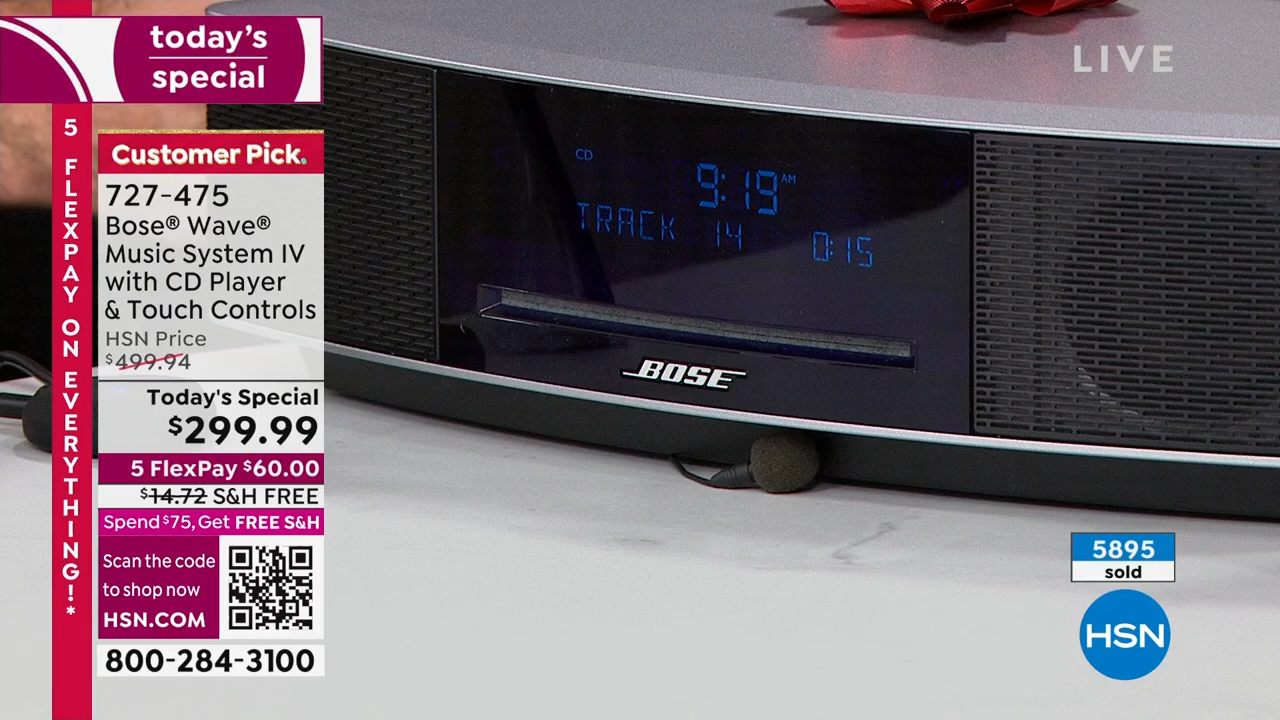 today's
special
5 FLEXPAY ON EVERYTHING!*
Customer Pick.
727-475
Bose® Wave®
Music System IV
with CD Player
& Touch Controls
HSN Price
$499.94
Today's Special
$299.99
5 FlexPay $60.00
$14.72 S&H FREE
Spend $75, Get FREE S&H
Scan the code
to shop now
HSN.COM
800-284-3100
LIVE
CD
9:19 AM
TRACK 14 0:15
BOSE
5895
sold
HSN